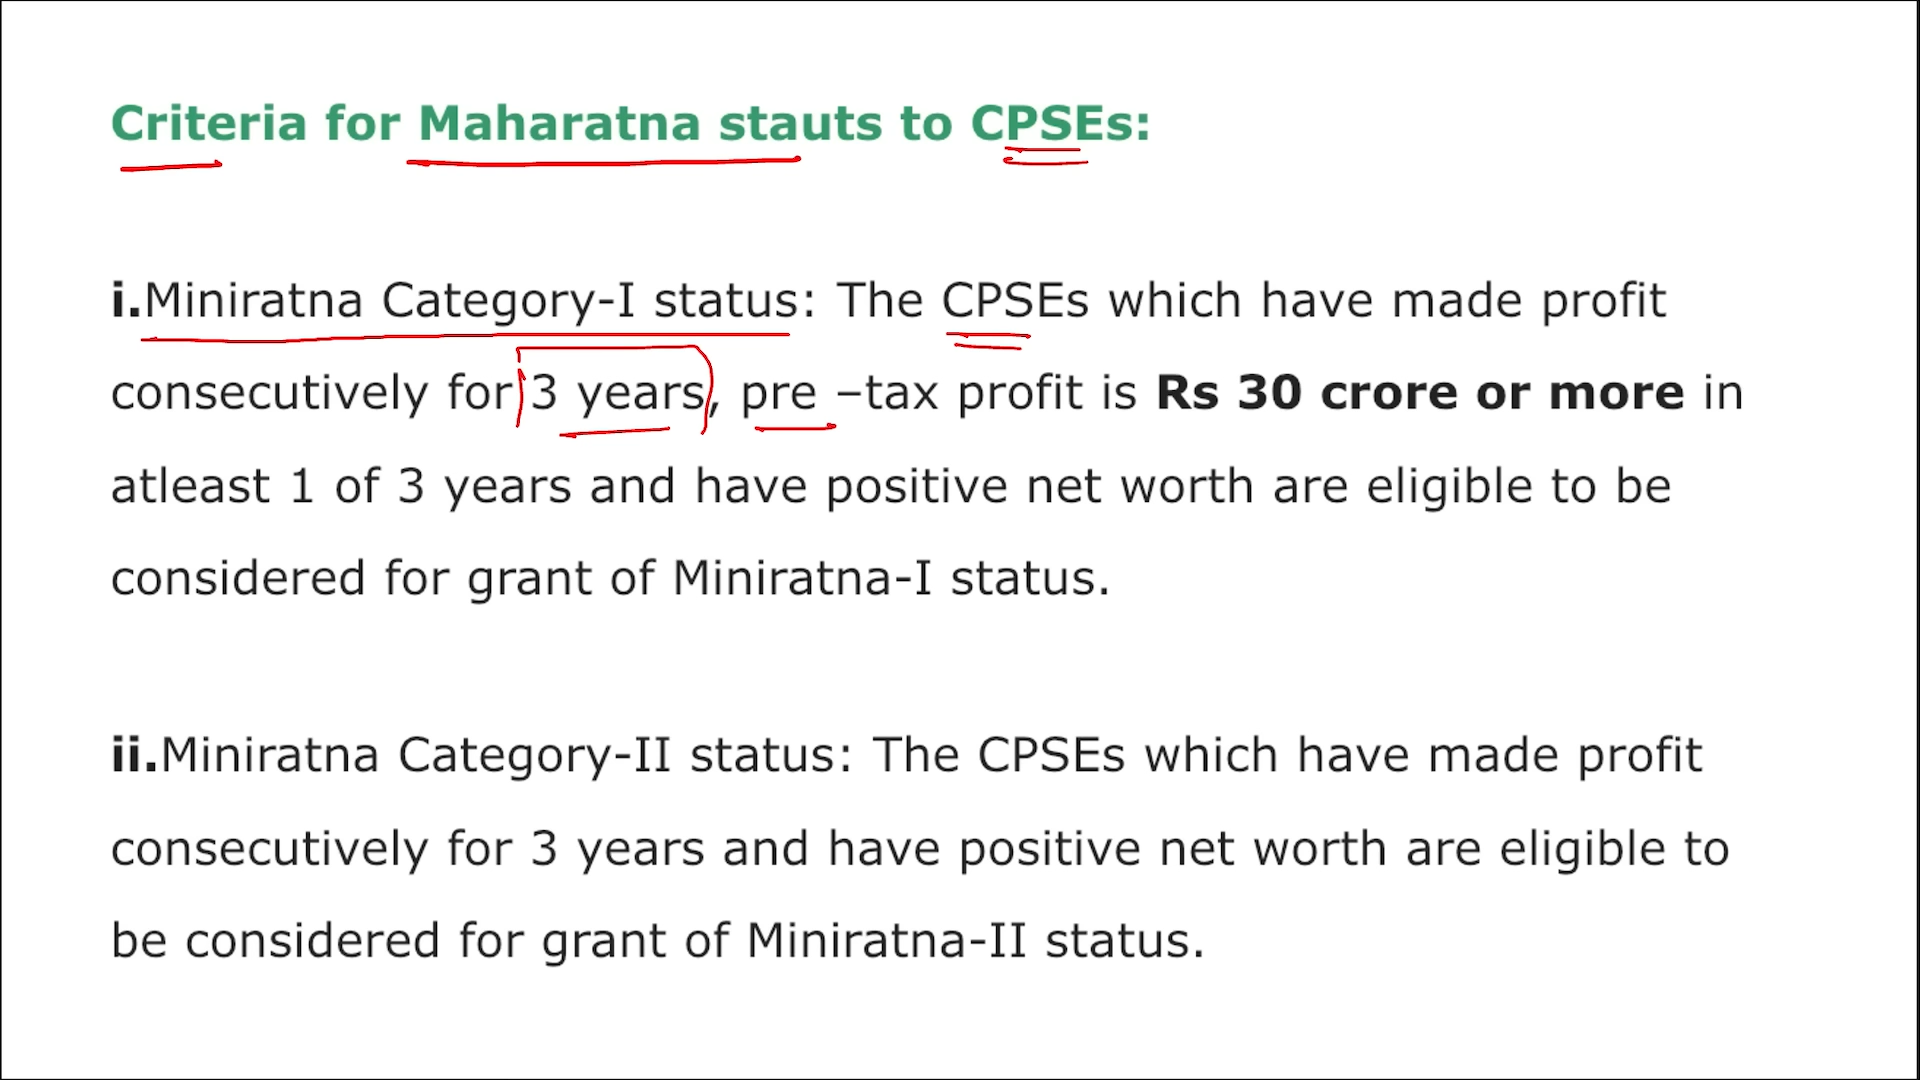 Criteria for Maharatna stauts to CPSEs:
i.Miniratna Category-I status: The CPSEs which have made profit
consecutively for 3 years, pre –tax profit is Rs 30 crore or more in
atleast 1 of 3 years and have positive net worth are eligible to be
considered for grant of Miniratna-I status.
ii.Miniratna Category-II status: The CPSEs which have made profit
consecutively for 3 years and have positive net worth are eligible to
be considered for grant of Miniratna-II status.